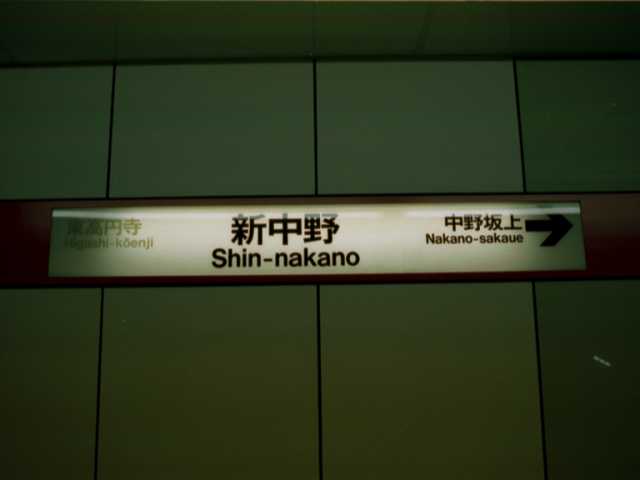 東高円寺
Higashi-kōenji
新中野
Shin-nakano
中野坂上
Nakano-sakaue